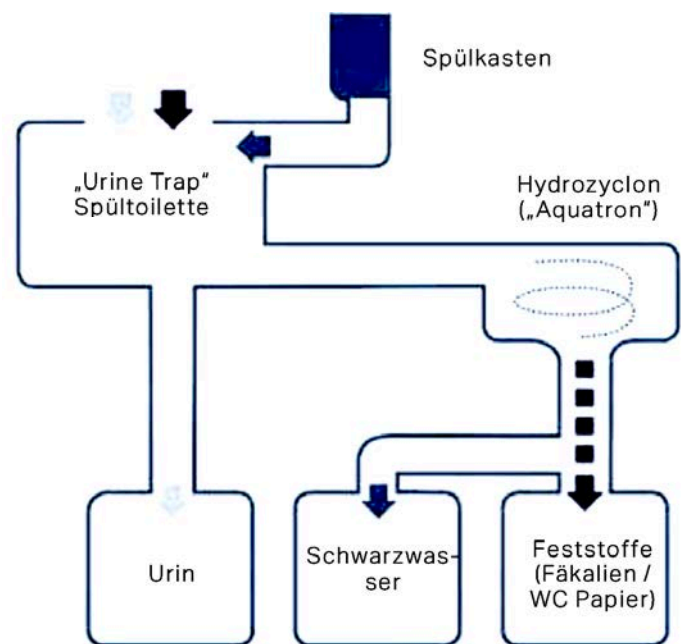 Spülkasten
„Urine Trap“
Spültoilette
Hydrozyclon
(„Aquatron“)
Urin
Schwarzwas-
ser
Feststoffe
(Fäkalien /
WC Papier)